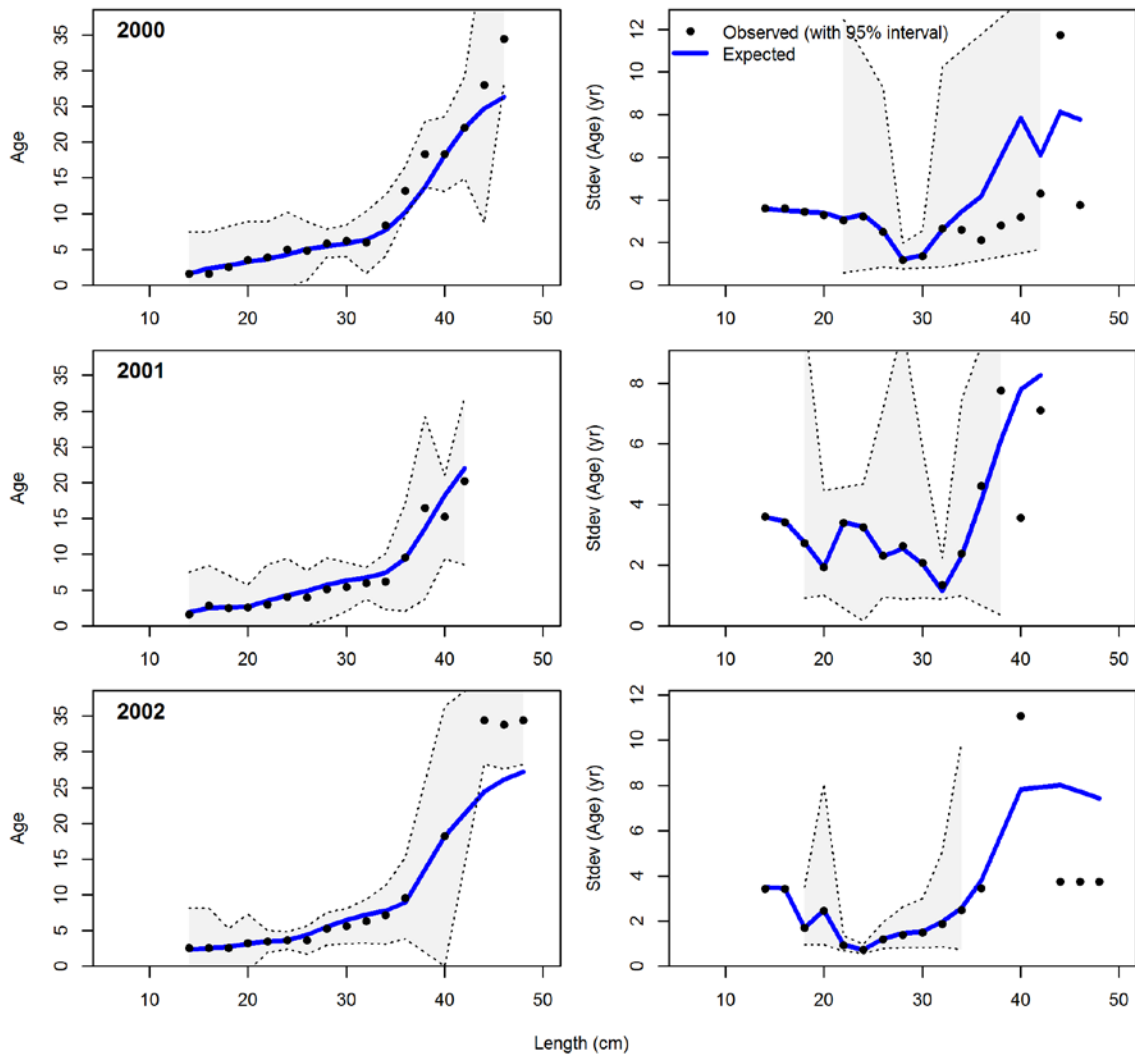 2000
Age
0 5 10 15 20 25 30 35
10 20 30 40 50
Observed (with 95% interval)
Expected
Stdev (Age) (yr)
0 2 4 6 8 10 12
10 20 30 40 50
2001
Age
0 5 10 15 20 25 30 35
10 20 30 40 50
Stdev (Age) (yr)
0 2 4 6 8
10 20 30 40 50
2002
Age
0 5 10 15 20 25 30 35
10 20 30 40 50
Stdev (Age) (yr)
0 2 4 6 8 10 12
10 20 30 40 50
Length (cm)